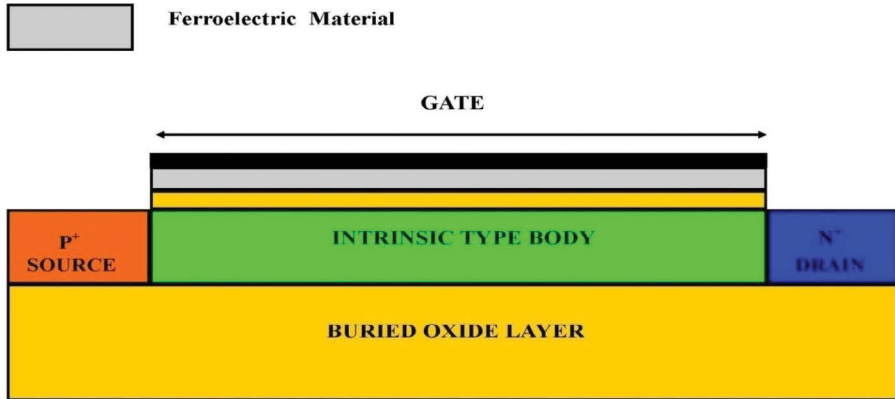 Ferroelectric Material
GATE
P⁺
SOURCE
INTRINSIC TYPE BODY
N⁺
DRAIN
BURIED OXIDE LAYER